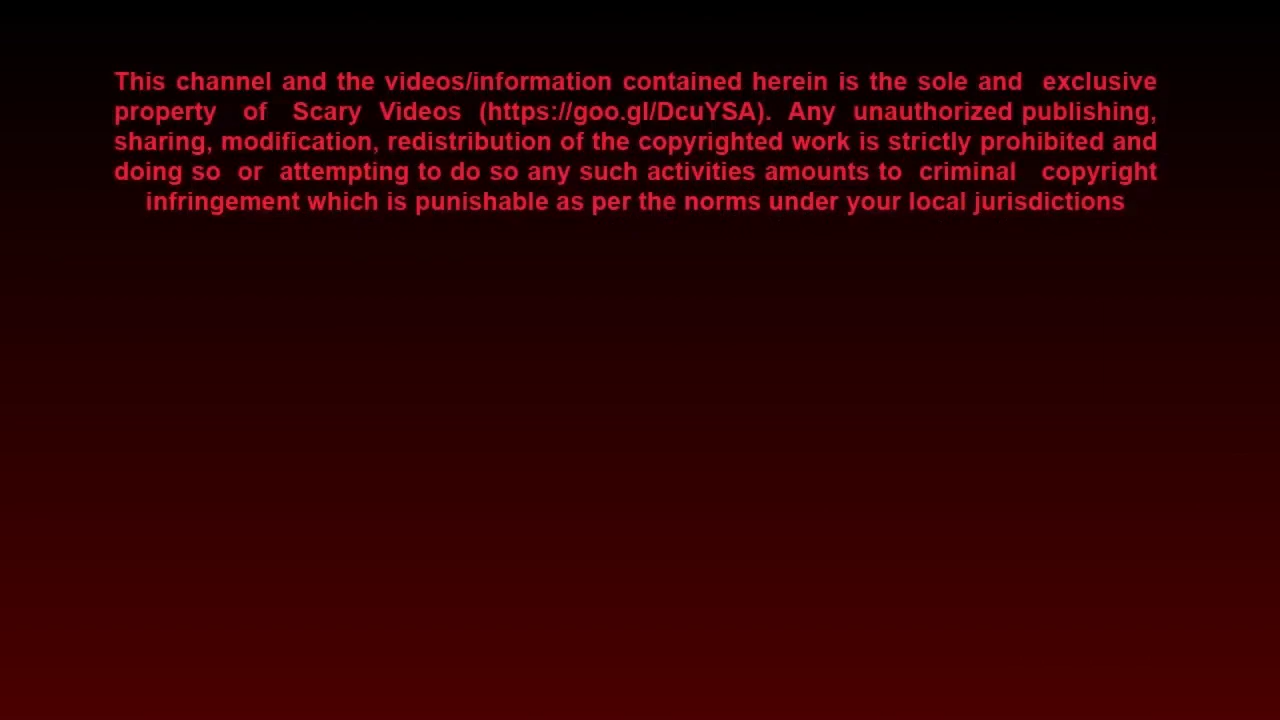 This channel and the videos/information contained herein is the sole and exclusive
property of Scary Videos (https://goo.gl/DcuYSA). Any unauthorized publishing,
sharing, modification, redistribution of the copyrighted work is strictly prohibited and
doing so or attempting to do so any such activities amounts to criminal copyright
infringement which is punishable as per the norms under your local jurisdictions